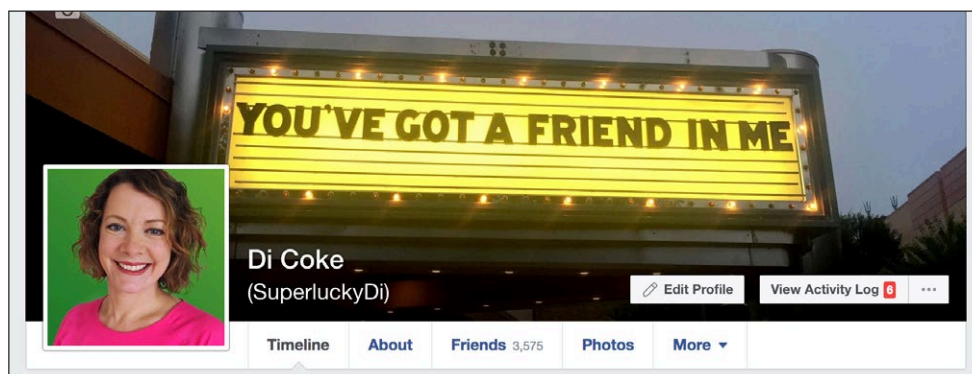 YOU'VE GOT A FRIEND IN ME
Di Coke
(SuperluckyDi)
Edit Profile
View Activity Log 6
Timeline About Friends 3,575 Photos More